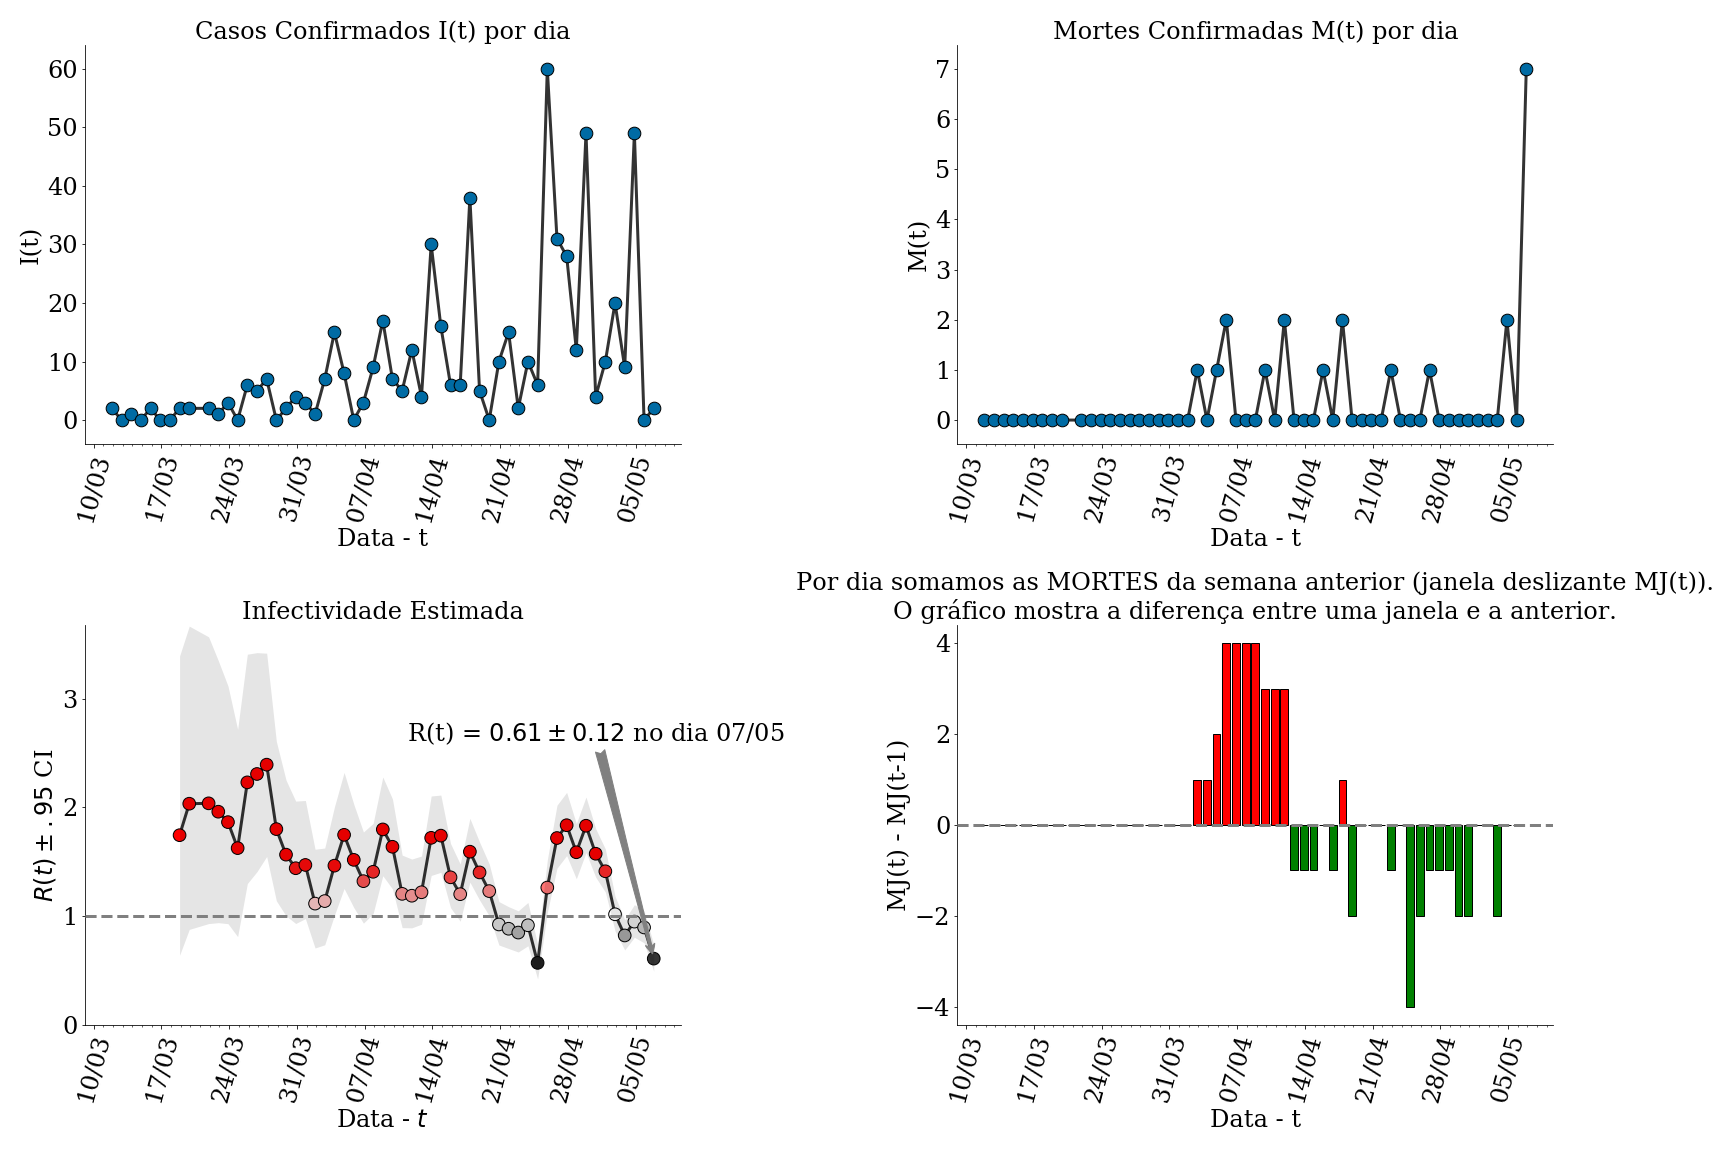 Casos Confirmados I(t) por dia
I(t)
60
50
40
30
20
10
0
10/03 17/03 24/03 31/03 07/04 14/04 21/04 28/04 05/05
Data - t
Mortes Confirmadas M(t) por dia
M(t)
7
6
5
4
3
2
1
0
10/03 17/03 24/03 31/03 07/04 14/04 21/04 28/04 05/05
Data - t
Infectividade Estimada
R(t) ± .95 CI
3
2
1
0
R(t) = 0.61 ± 0.12 no dia 07/05
10/03 17/03 24/03 31/03 07/04 14/04 21/04 28/04 05/05
Data - t
Por dia somamos as MORTES da semana anterior (janela deslizante MJ(t)).
O gráfico mostra a diferença entre uma janela e a anterior.
MJ(t) - MJ(t-1)
4
2
0
−2
−4
10/03 17/03 24/03 31/03 07/04 14/04 21/04 28/04 05/05
Data - t